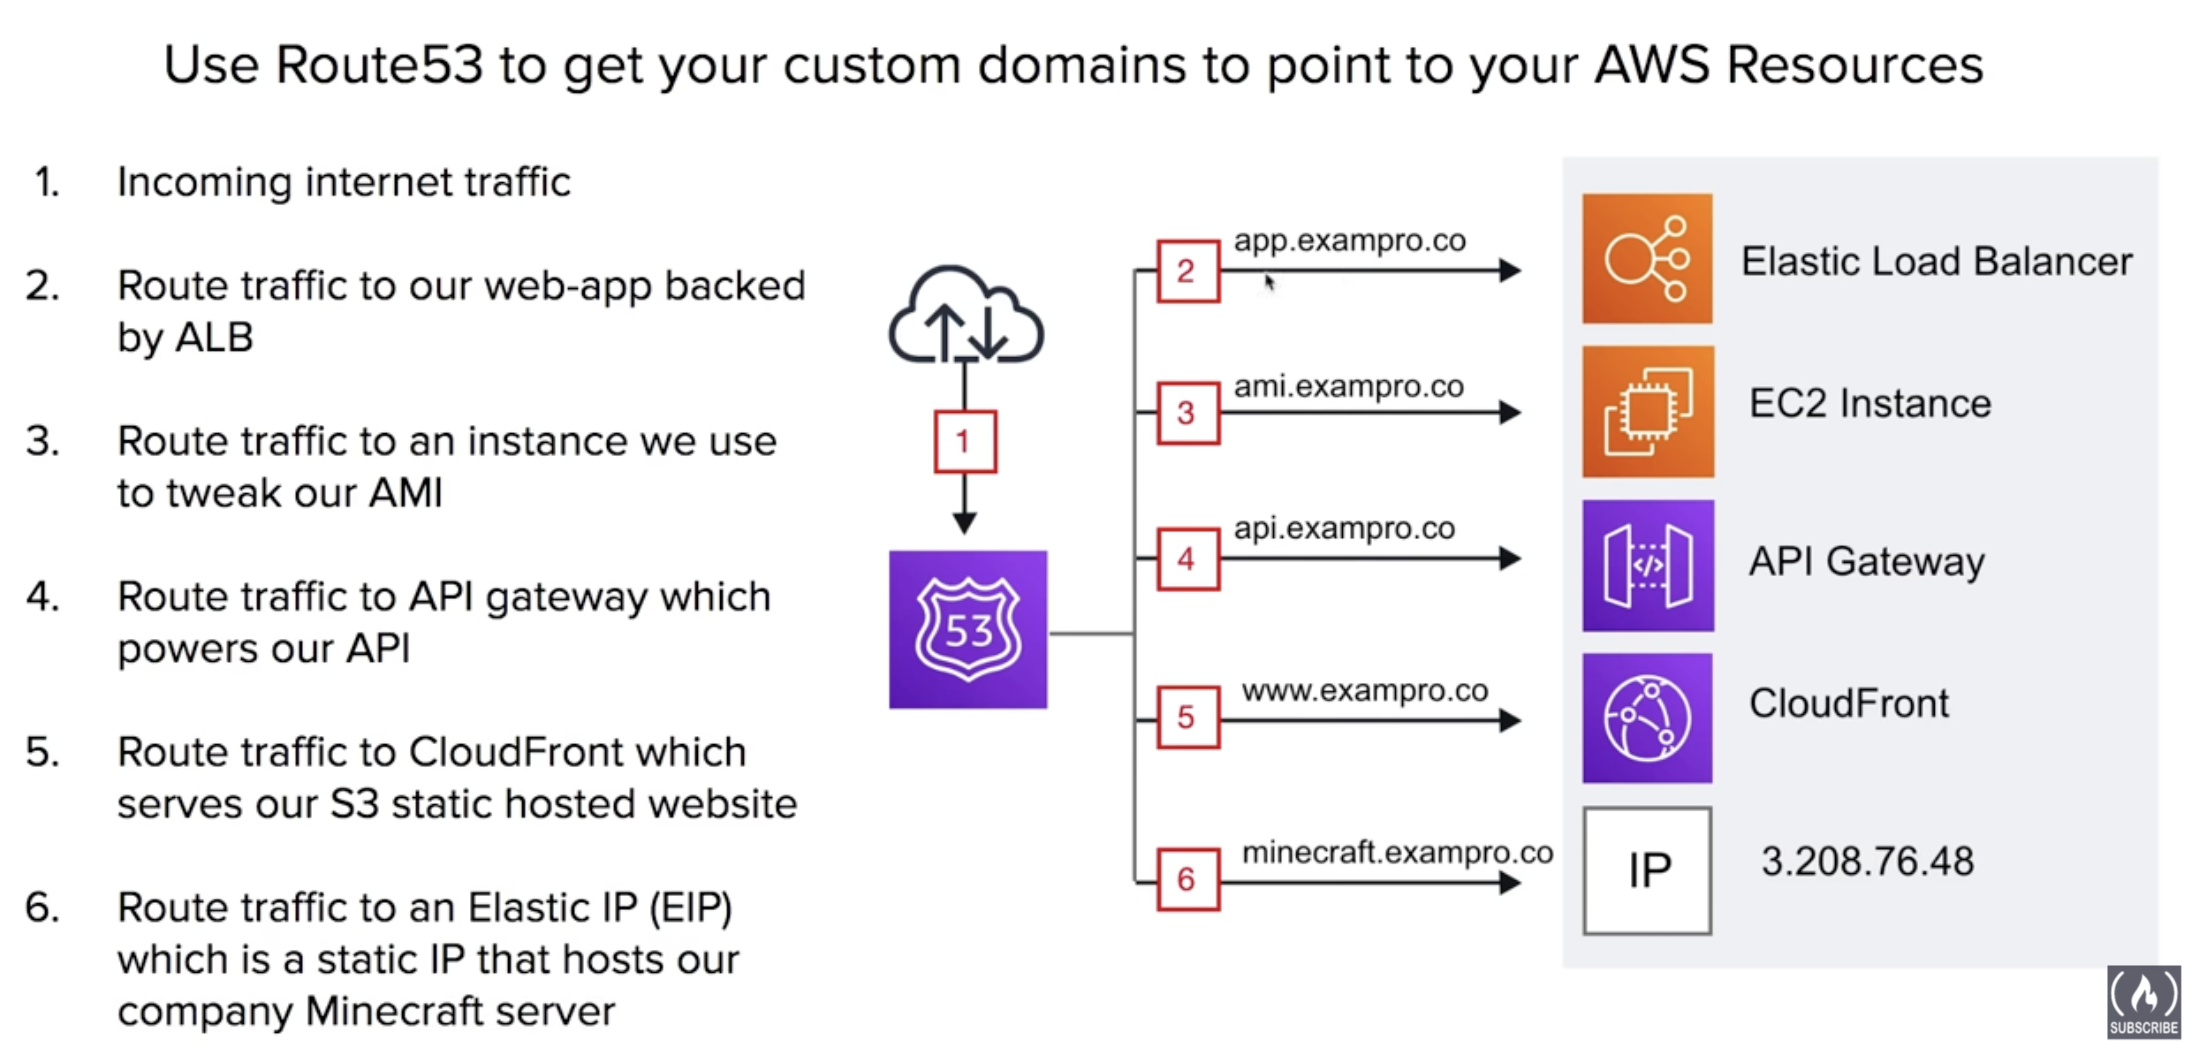 Use Route53 to get your custom domains to point to your AWS Resources
1. Incoming internet traffic
2. Route traffic to our web-app backed
by ALB
3. Route traffic to an instance we use
to tweak our AMI
4. Route traffic to API gateway which
powers our API
5. Route traffic to CloudFront which
serves our S3 static hosted website
6. Route traffic to an Elastic IP (EIP)
which is a static IP that hosts our
company Minecraft server
1
53
2
app.exampro.co
Elastic Load Balancer
3
ami.exampro.co
EC2 Instance
4
api.exampro.co
</>
API Gateway
5
www.exampro.co
CloudFront
6
minecraft.exampro.co
IP
3.208.76.48
SUBSCRIBE